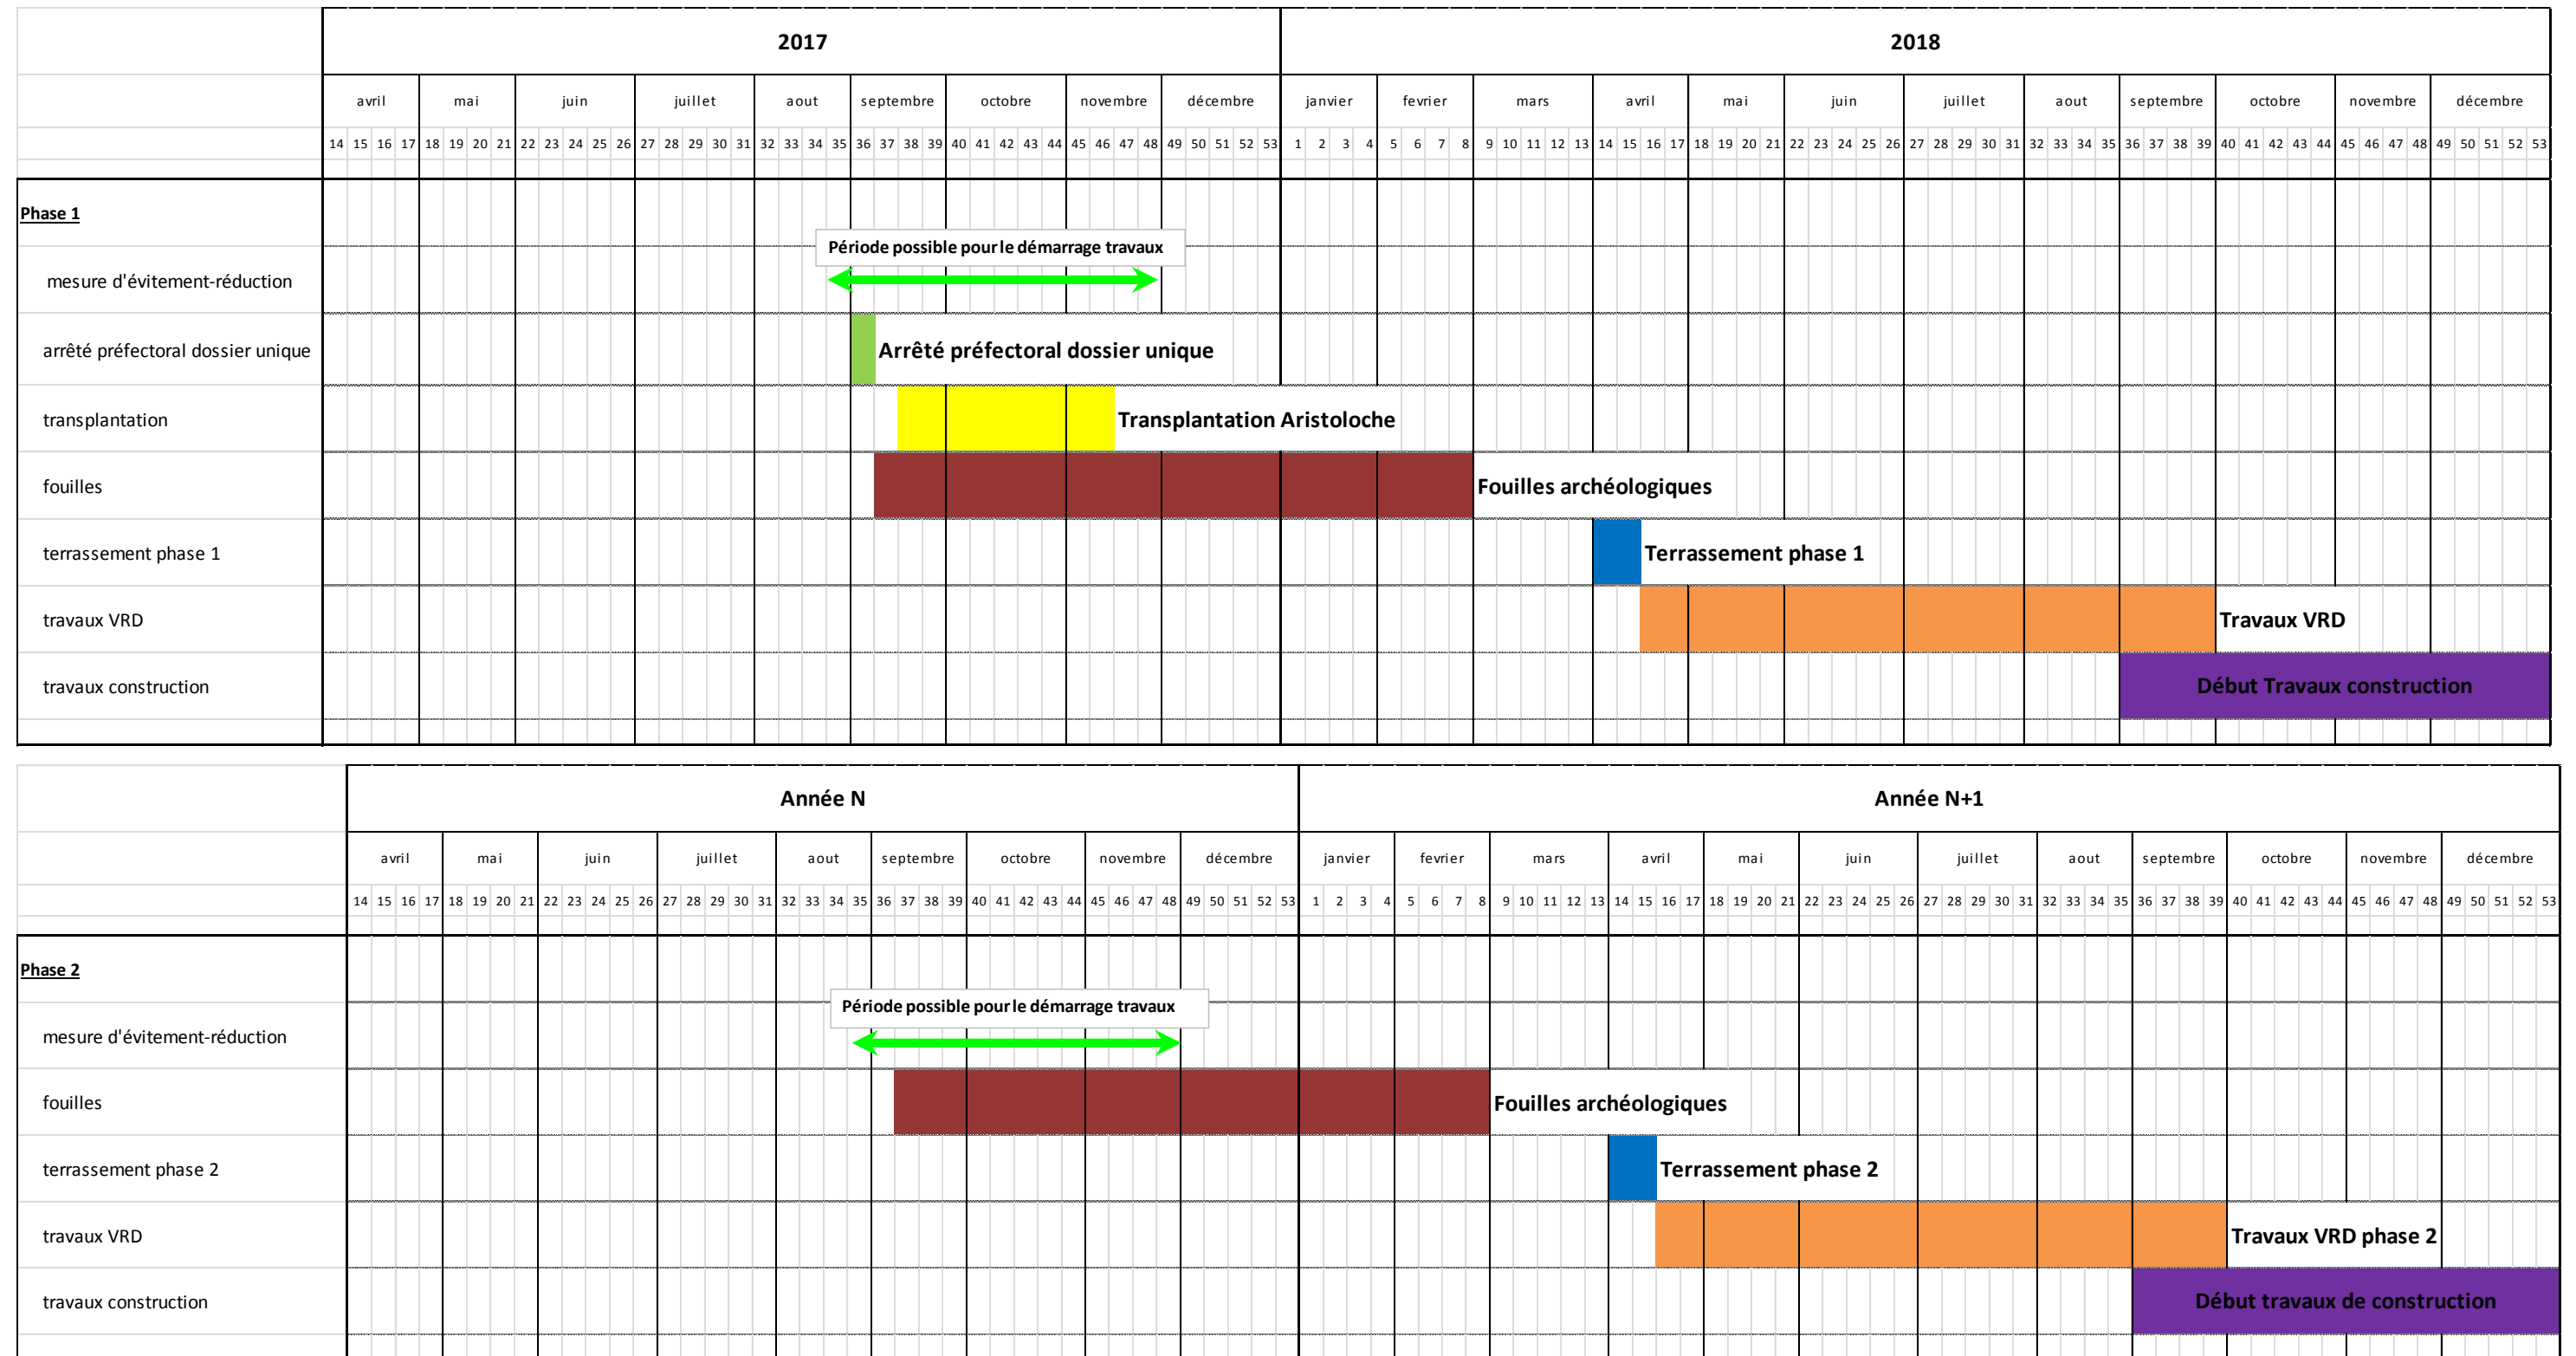 2017 2018
avril mai juin juillet aout septembre octobre novembre décembre janvier fevrier mars avril mai juin juillet aout septembre octobre novembre décembre
14 15 16 17 18 19 20 21 22 23 24 25 26 27 28 29 30 31 32 33 34 35 36 37 38 39 40 41 42 43 44 45 46 47 48 49 50 51 52 53 1 2 3 4 5 6 7 8 9 10 11 12 13 14 15 16 17 18 19 20 21 22 23 24 25 26 27 28 29 30 31 32 33 34 35 36 37 38 39 40 41 42 43 44 45 46 47 48 49 50 51 52 53
Phase 1
Période possible pour le démarrage travaux
mesure d'évitement-réduction
arrêté préfectoral dossier unique Arrêté préfectoral dossier unique
transplantation Transplantation Aristoloche
fouilles Fouilles archéologiques
terrassement phase 1 Terrassement phase 1
travaux VRD Travaux VRD
travaux construction Début Travaux construction
Année N Année N+1
avril mai juin juillet aout septembre octobre novembre décembre janvier fevrier mars avril mai juin juillet aout septembre octobre novembre décembre
14 15 16 17 18 19 20 21 22 23 24 25 26 27 28 29 30 31 32 33 34 35 36 37 38 39 40 41 42 43 44 45 46 47 48 49 50 51 52 53 1 2 3 4 5 6 7 8 9 10 11 12 13 14 15 16 17 18 19 20 21 22 23 24 25 26 27 28 29 30 31 32 33 34 35 36 37 38 39 40 41 42 43 44 45 46 47 48 49 50 51 52 53
Phase 2
Période possible pour le démarrage travaux
mesure d'évitement-réduction
fouilles Fouilles archéologiques
terrassement phase 2 Terrassement phase 2
travaux VRD Travaux VRD phase 2
travaux construction Début travaux de construction